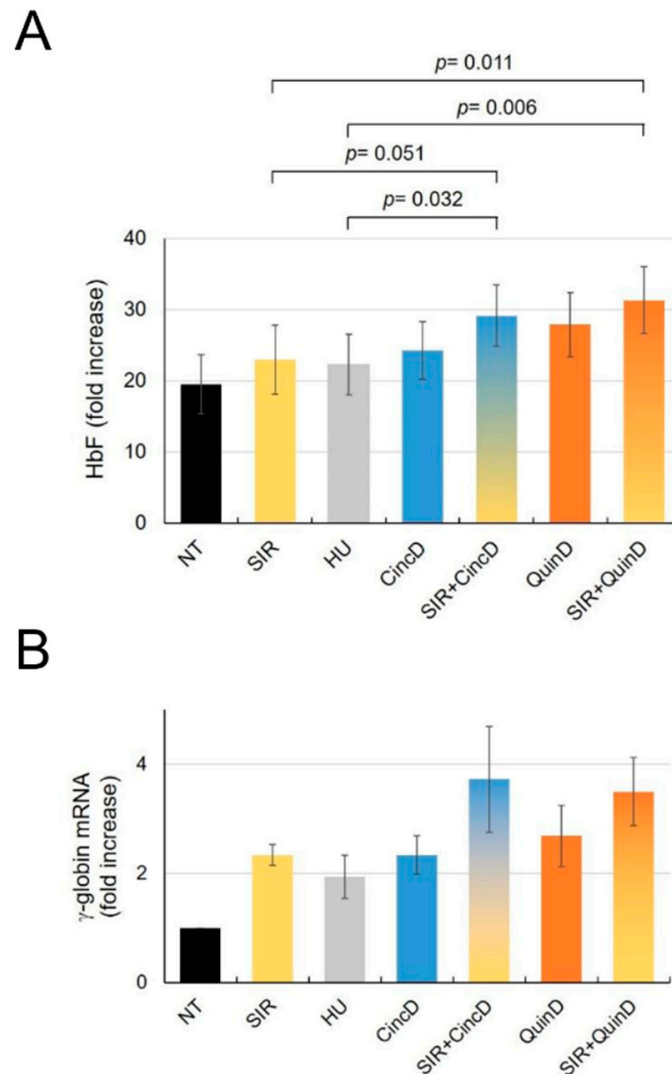 A
p= 0.011
p= 0.006
p= 0.051
p= 0.032
HbF (fold increase)
40
30
20
10
0
NT
SIR
HU
CincD
SIR+CincD
QuinD
SIR+QuinD
B
γ-globin mRNA
(fold increase)
4
2
0
NT
SIR
HU
CincD
SIR+CincD
QuinD
SIR+QuinD